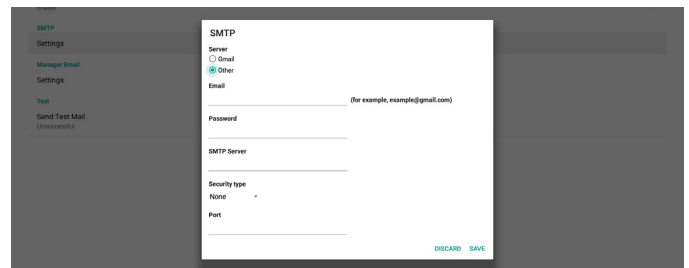 Enable
SMTP
Settings
Manager Email
Settings
Test
Send Test Mail
Unsuccessful
SMTP
Server
Gmail
Other
Email
(for example, example@gmail.com)
Password
SMTP Server
Security type
None
Port
DISCARD SAVE